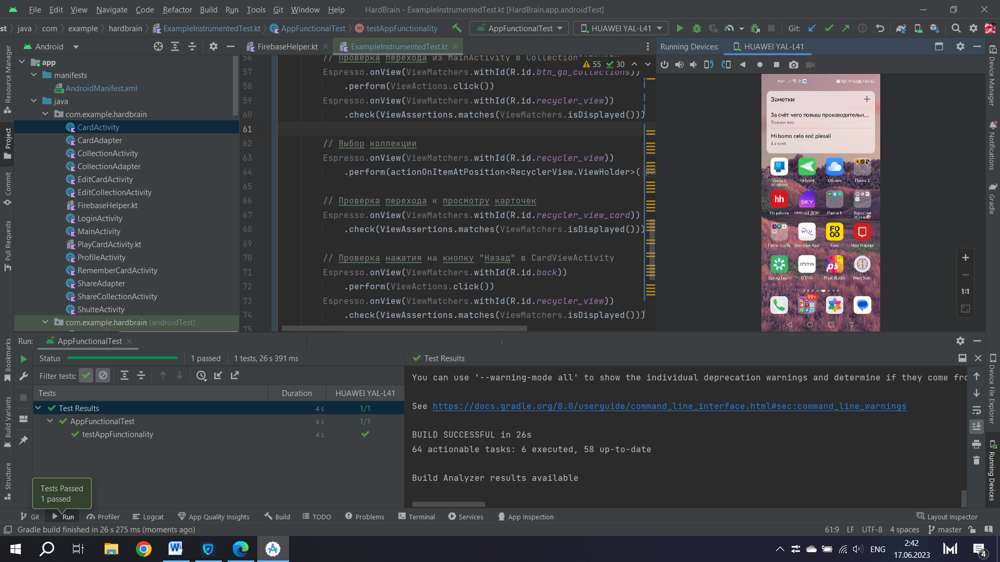 File Edit View Navigate Code Refactor Build Run Tools Git Window Help HardBrain - ExampleInstrumentedTest.kt [HardBrain.app.androidTest]
st java com example hardbrain ExampleInstrumentedTest.kt AppFunctionalTest testAppFunctionality AppFunctionalTest HUAWEI YAL-L41 Git:
Android
FirebaseHelper.kt ExampleInstrumentedTest.kt
Running Devices: HUAWEI YAL-L41
Resource Manager
Project
Commit
Pull Requests
Bookmarks
Build Variants
Structure
app
manifests
AndroidManifest.xml
java
com.example.hardbrain
CardActivity
CardAdapter
CollectionActivity
CollectionAdapter
EditCardActivity
EditCollectionActivity
FirebaseHelper.kt
LoginActivity
MainActivity
PlayCardActivity.kt
ProfileActivity
RememberCardActivity
ShareAdapter
ShareCollectionActivity
ShulteActivity
com.example.hardbrain (androidTest)
55 30
56 // Проверка перехода из MainActivity в CollectionActivity
57 Espresso.onView(ViewMatchers.withId(R.id.btn_go_collections))
58 .perform(ViewActions.click())
59 Espresso.onView(ViewMatchers.withId(R.id.recycler_view))
60 .check(ViewAssertions.matches(ViewMatchers.isDisplayed()))
61
62 // Выбор коллекции
63 Espresso.onView(ViewMatchers.withId(R.id.recycler_view))
64 .perform(actionOnItemAtPosition<RecyclerView.ViewHolder>(
65
66 // Проверка перехода к просмотру карточек
67 Espresso.onView(ViewMatchers.withId(R.id.recycler_view_card))
68 .check(ViewAssertions.matches(ViewMatchers.isDisplayed()))
69
70 // Проверка нажатия на кнопку "Назад" в CardViewActivity
71 Espresso.onView(ViewMatchers.withId(R.id.back))
72 .perform(ViewActions.click())
73 Espresso.onView(ViewMatchers.withId(R.id.recycler_view))
74 .check(ViewAssertions.matches(ViewMatchers.isDisplayed()))
75
79 % 02:42
Заметки
За счёт чего повыш производительн...
Только что
Mi bomo celo noč plesali
4 июня
Связь с Windows AirDroid Облако Папка 2
hh
SKY
hh работа УМНЫЙ ДОМ Папка 5 Взрослая Жизнь
FOOD
We-Vibe App Food Моя Москва
O'STIN
ps
Spring Learn O'STIN Pixel Studio HardBrain
99+
1:1
Device Manager
Notifications
Gradle
Device File Explorer
Running Devices
Run: AppFunctionalTest
Status 1 passed 1 tests, 26 s 391 ms
Filter tests:
Tests Duration HUAWEI YAL-L41
Test Results 4 s 1/1
AppFunctionalTest 4 s 1/1
testAppFunctionality 4 s
Test Results
You can use '--warning-mode all' to show the individual deprecation warnings and determine if they come fro
See https://docs.gradle.org/8.0/userguide/command_line_interface.html#sec:command_line_warnings
BUILD SUCCESSFUL in 26s
64 actionable tasks: 6 executed, 58 up-to-date
Build Analyzer results available
Tests Passed
1 passed
Git Run Profiler Logcat App Quality Insights Build TODO Problems Terminal Services App Inspection Layout Inspector
Gradle build finished in 26 s 275 ms (moments ago) 61:9 LF UTF-8 4 spaces master
ENG
2:42
17.06.2023
4